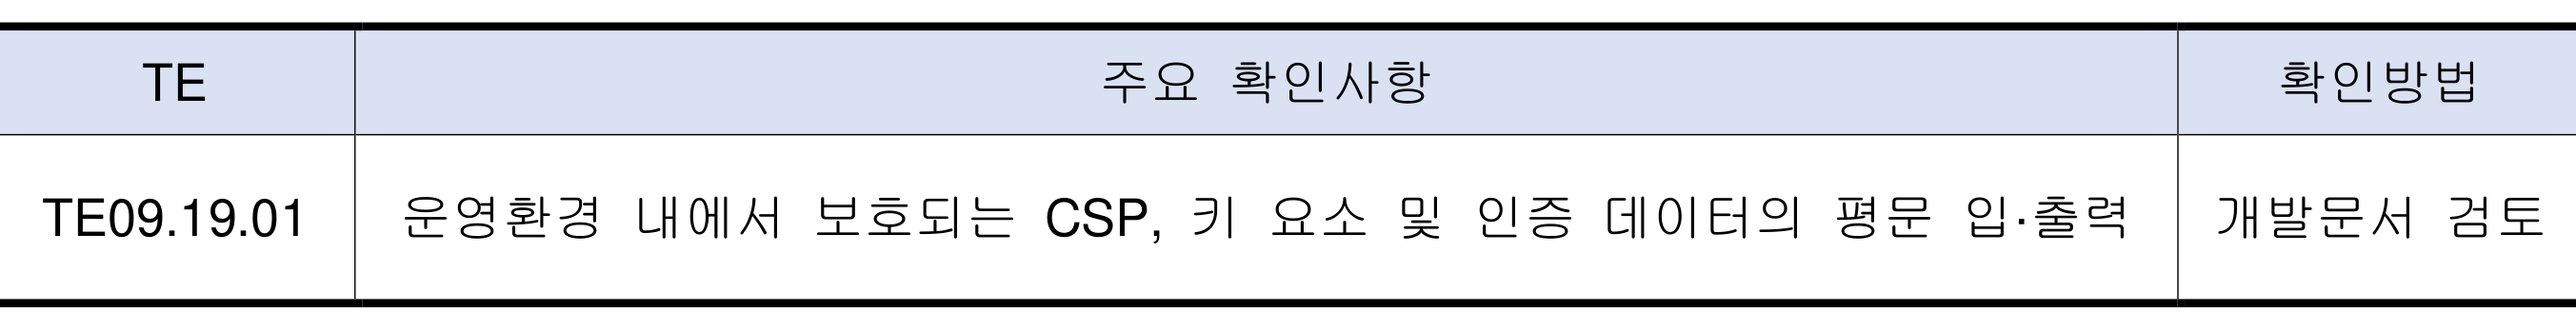 TE 주요 확인사항 확인방법
TE09.19.01 운영환경 내에서 보호되는 CSP, 키 요소 및 인증 데이터의 평문 입·출력 개발문서 검토